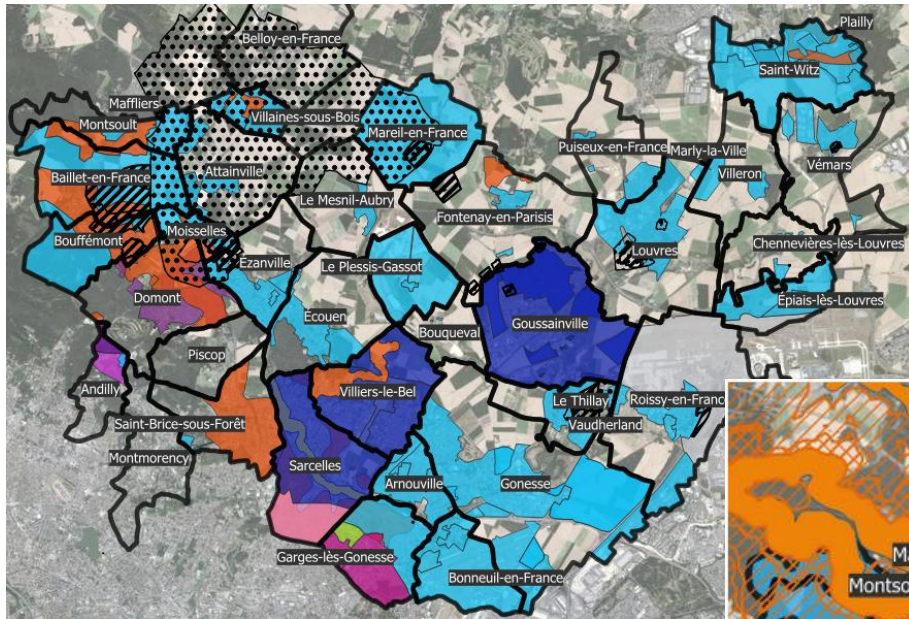 Plailly
Belloy-en-France
Saint-Witz
Maffliers
Montsoult
Villaines-sous-Bois
Mareil-en-France
Puiseux-en-France
Marly-la-Ville
Vémars
Baillet-en-France
Attainville
Villeron
Le Mesnil-Aubry
Fontenay-en-Parisis
Moisselles
Bouffémont
Louvres
Chennevières-lès-Louvres
Ézanville
Le Plessis-Gassot
Domont
Épiais-lès-Louvres
Écouen
Goussainville
Bouqueval
Piscop
Andilly
Villiers-le-Bel
Le Thillay
Roissy-en-France
Saint-Brice-sous-Forêt
Vaudherland
Montmorency
Sarcelles
Arnouville
Gonesse
Garges-lès-Gonesse
Bonneuil-en-France
Ma
Montso